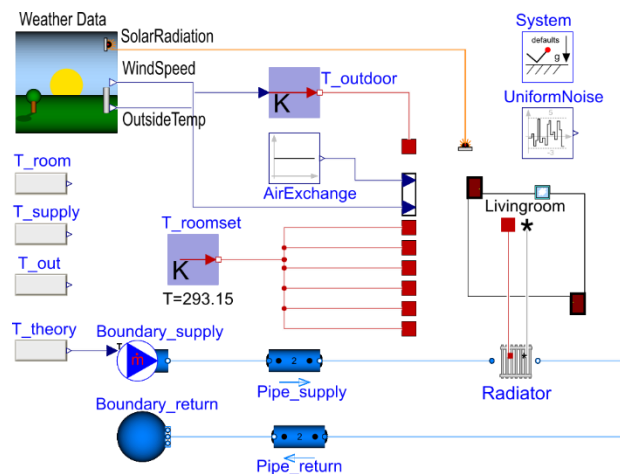 Weather Data
SolarRadiation
WindSpeed
OutsideTemp
T_outdoor
K
System
defaults
g
UniformNoise
AirExchange
T_room
T_supply
T_out
T_theory
T_roomset
K
T=293.15
Livingroom
*
Boundary_supply
T
ṁ
2
Pipe_supply
*
Radiator
Boundary_return
2
Pipe_return